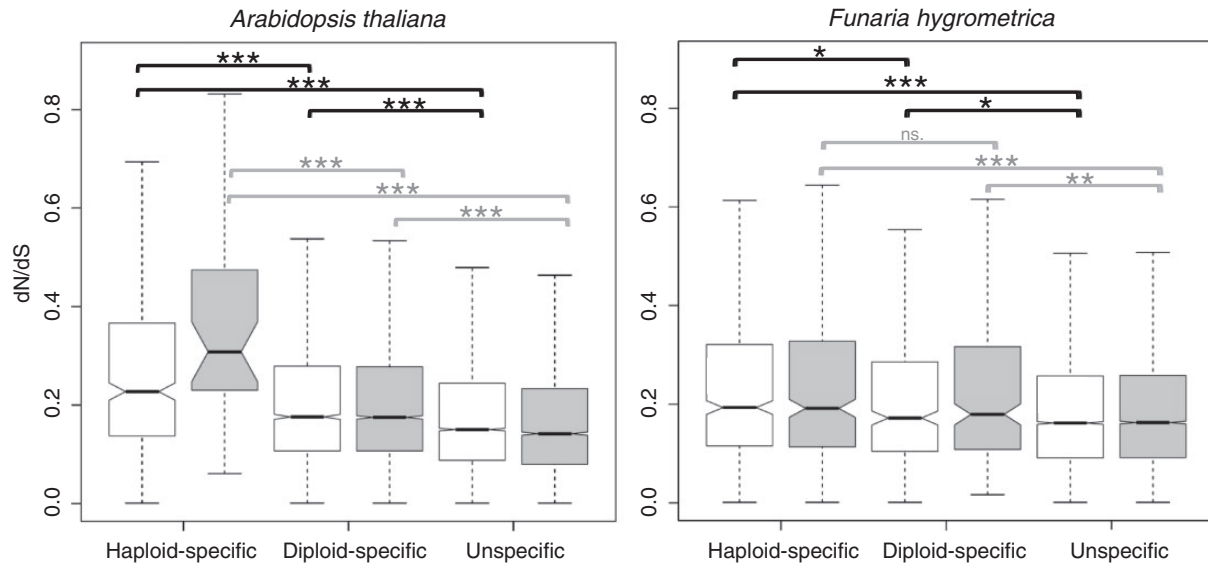 Arabidopsis thaliana
Funaria hygrometrica
dN/dS
0.8
0.6
0.4
0.2
0.0
***
***
***
***
***
***
Haploid-specific
Diploid-specific
Unspecific
0.8
0.6
0.4
0.2
0.0
*
***
*
ns.
***
**
Haploid-specific
Diploid-specific
Unspecific